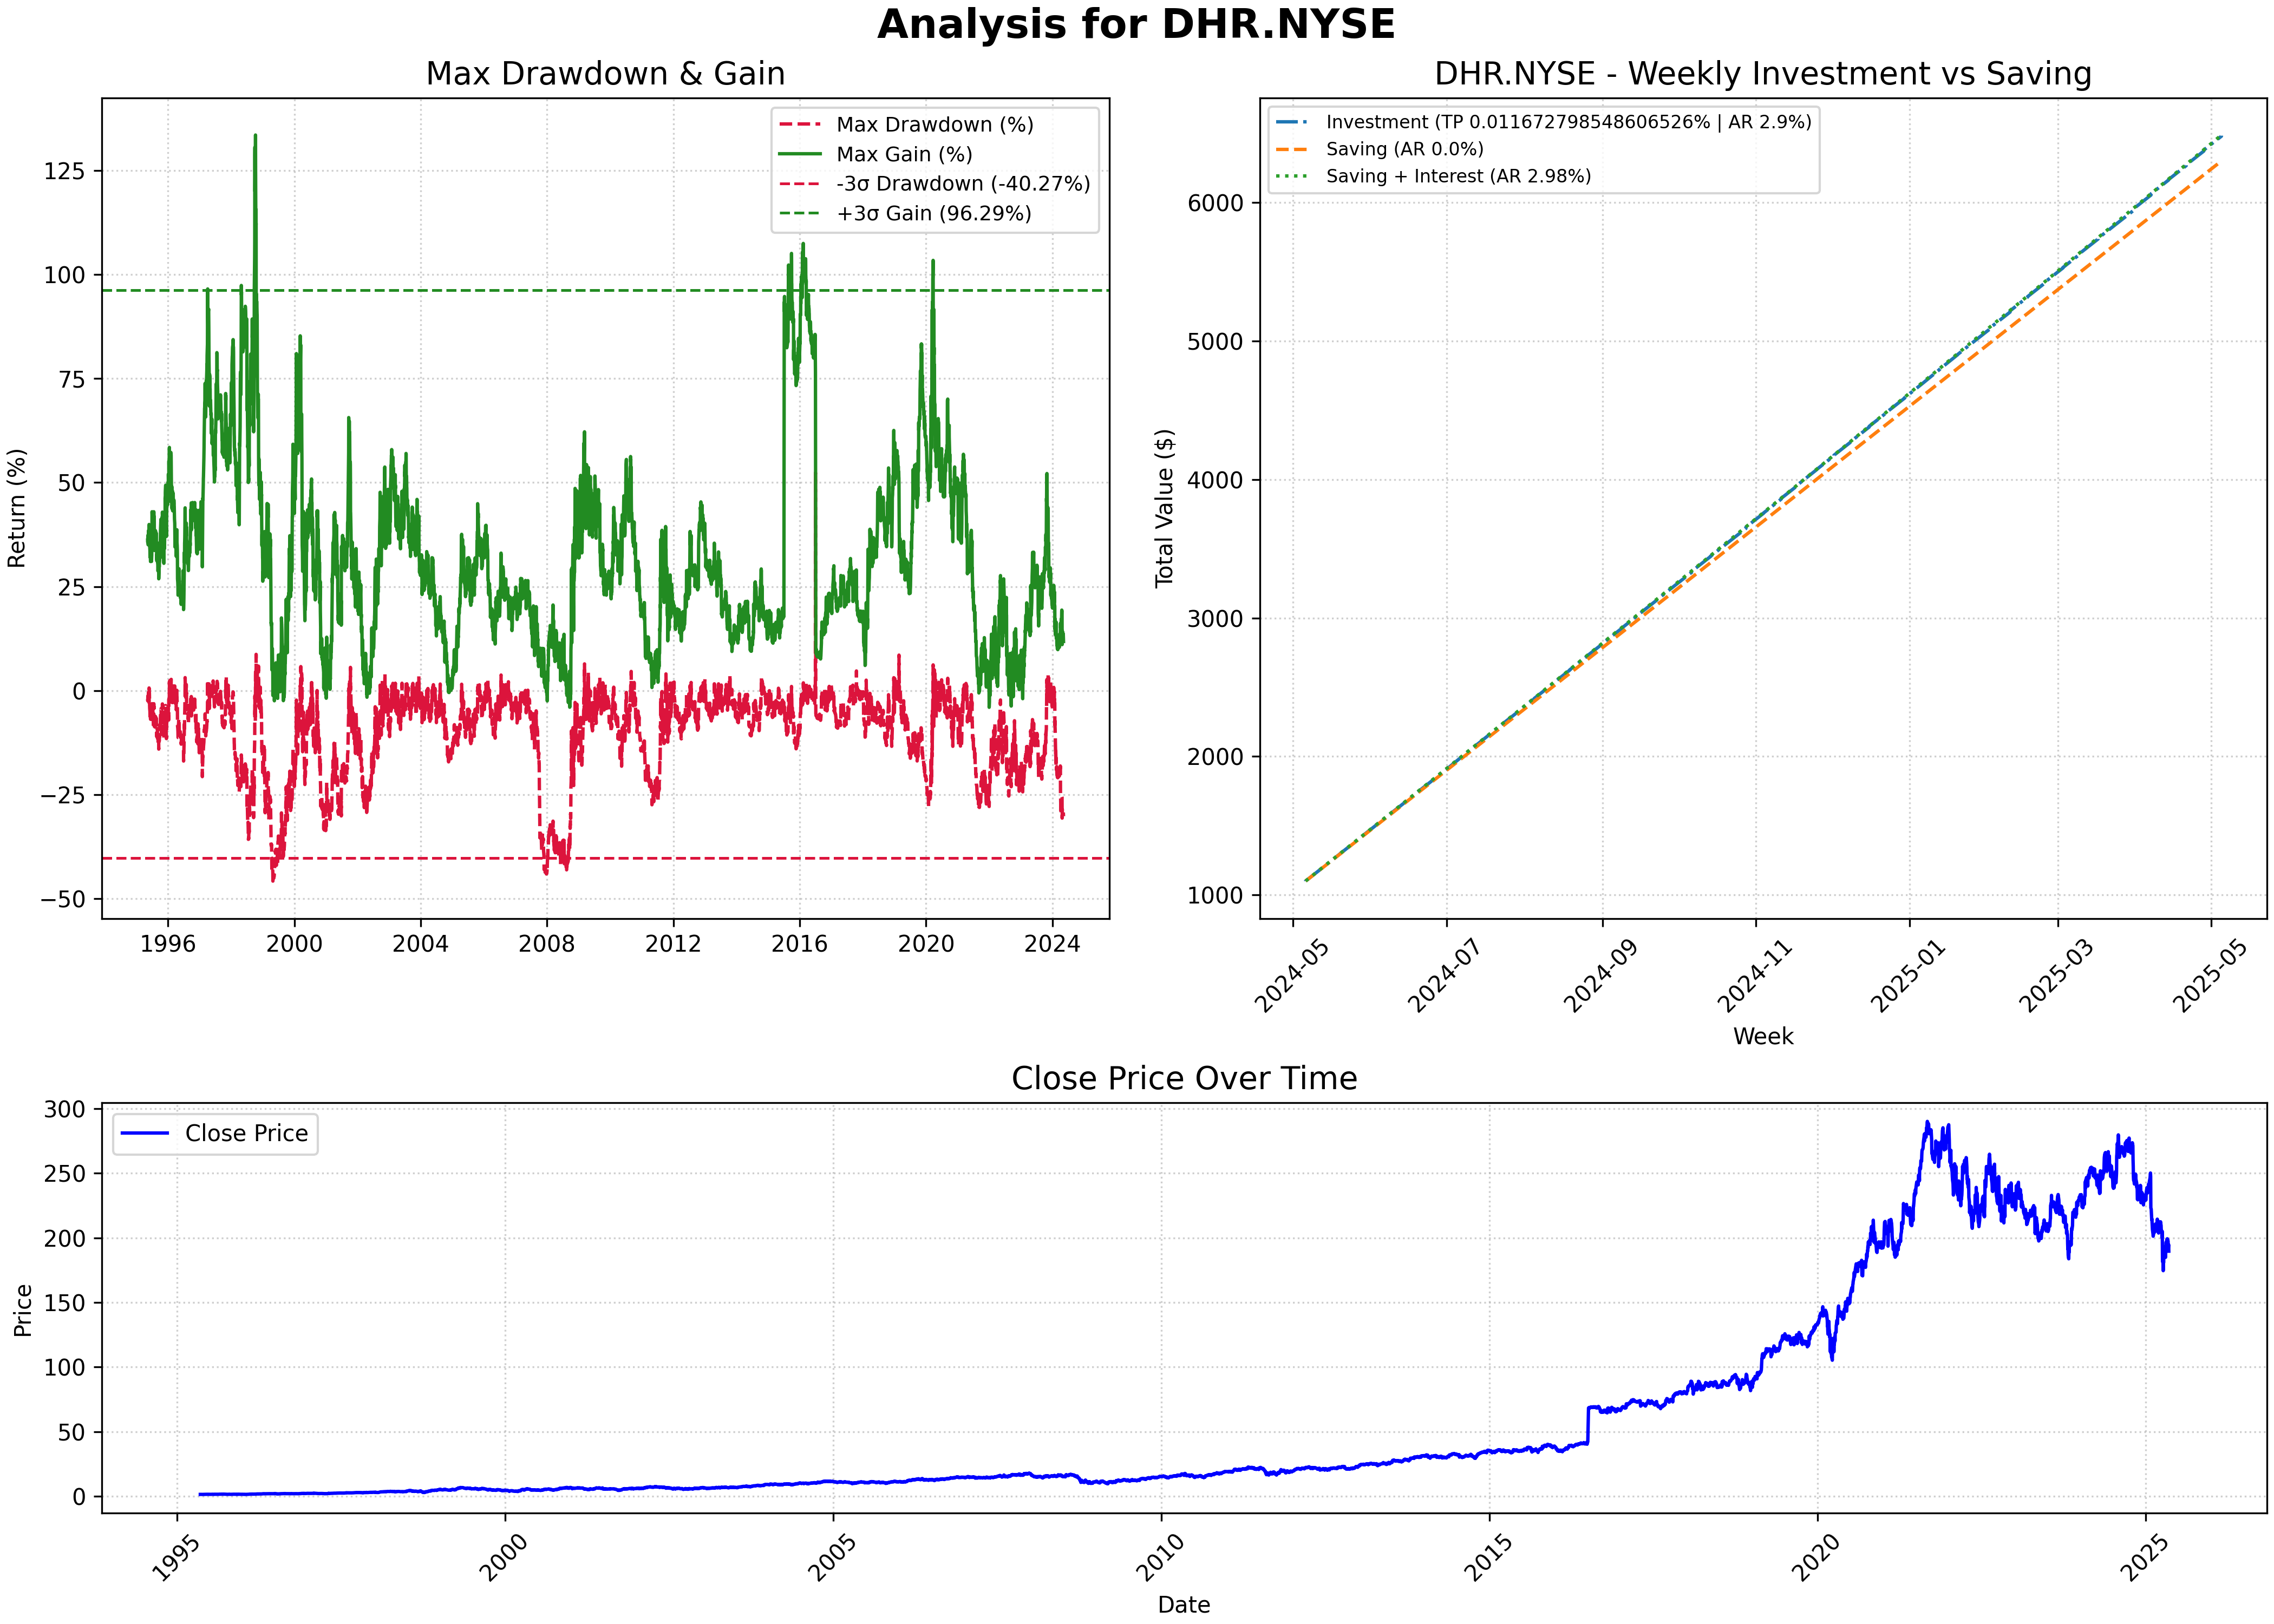 Analysis for DHR.NYSE
Max Drawdown & Gain
Max Drawdown (%)
Max Gain (%)
-3σ Drawdown (-40.27%)
+3σ Gain (96.29%)
Return (%)
125
100
75
50
25
0
−25
−50
1996 2000 2004 2008 2012 2016 2020 2024
DHR.NYSE - Weekly Investment vs Saving
Investment (TP 0.011672798548606526% | AR 2.9%)
Saving (AR 0.0%)
Saving + Interest (AR 2.98%)
Total Value ($)
6000
5000
4000
3000
2000
1000
2024-05 2024-07 2024-09 2024-11 2025-01 2025-03 2025-05
Week
Close Price Over Time
Close Price
Price
300
250
200
150
100
50
0
1995 2000 2005 2010 2015 2020 2025
Date